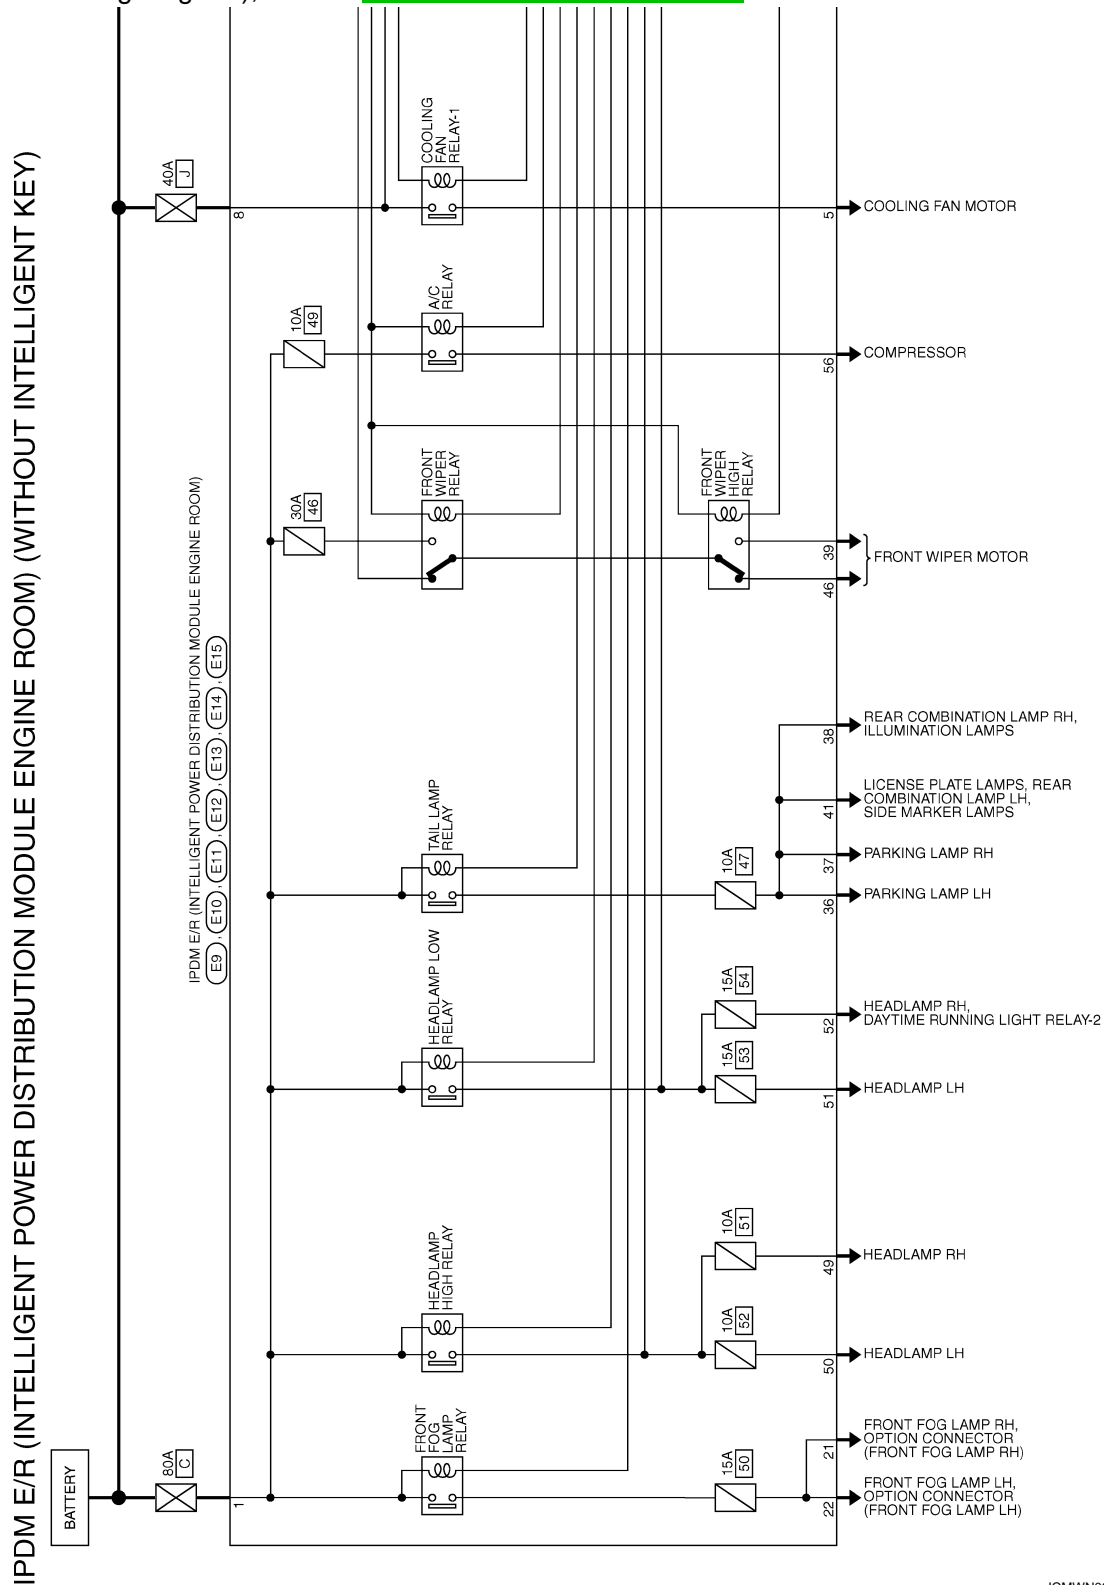 IPDM E/R (INTELLIGENT POWER DISTRIBUTION MODULE ENGINE ROOM) (WITHOUT INTELLIGENT KEY)
40A
J
8
COOLING
FAN
RELAY-1
5
COOLING FAN MOTOR
10A
49
A/C
RELAY
56
COMPRESSOR
30A
46
FRONT
WIPER
RELAY
FRONT
WIPER
HIGH
RELAY
39
46
FRONT WIPER MOTOR
IPDM E/R (INTELLIGENT POWER DISTRIBUTION MODULE ENGINE ROOM)
E9 , E10 , E11 , E12 , E13 , E14 , E15
38
REAR COMBINATION LAMP RH,
ILLUMINATION LAMPS
41
LICENSE PLATE LAMPS, REAR
COMBINATION LAMP LH,
SIDE MARKER LAMPS
TAIL LAMP
RELAY
10A
47
37
PARKING LAMP RH
36
PARKING LAMP LH
HEADLAMP LOW
RELAY
15A
54
52
HEADLAMP RH,
DAYTIME RUNNING LIGHT RELAY-2
15A
53
51
HEADLAMP LH
HEADLAMP
HIGH RELAY
10A
51
49
HEADLAMP RH
10A
52
50
HEADLAMP LH
BATTERY
80A
C
1
FRONT
FOG
LAMP
RELAY
15A
50
21
FRONT FOG LAMP RH,
OPTION CONNECTOR
(FRONT FOG LAMP RH)
22
FRONT FOG LAMP LH,
OPTION CONNECTOR
(FRONT FOG LAMP LH)